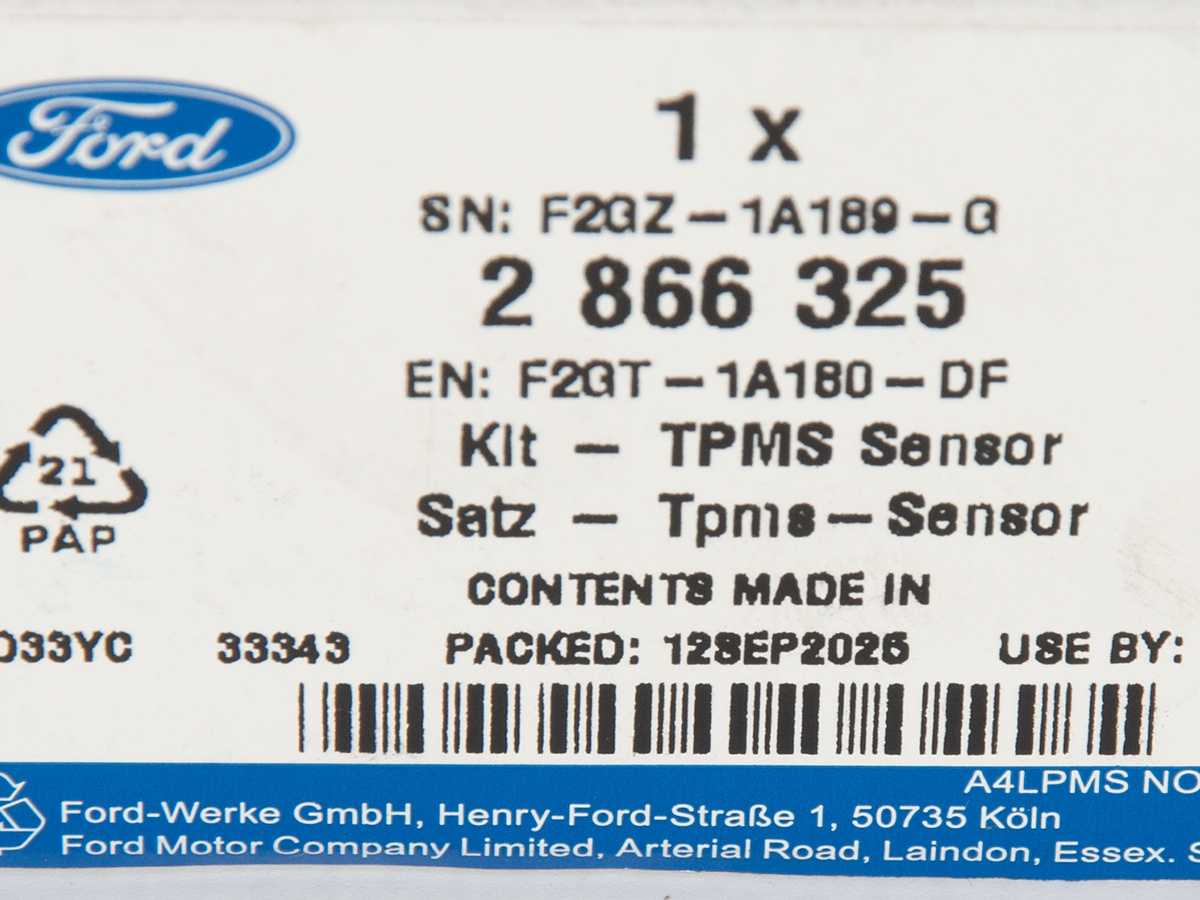 Ford
1 x
SN: F2GZ-1A189-G
2 866 325
EN: F2GT-1A180-DF
Kit - TPMS Sensor
21
PAP
Satz - Tpms-Sensor
CONTENTS MADE IN
33343 PACKED: 12SEP2025 USE BY:
A4LPMS NO
Ford-Werke GmbH, Henry-Ford-Straße 1, 50735 Köln
Ford Motor Company Limited, Arterial Road, Laindon, Essex.